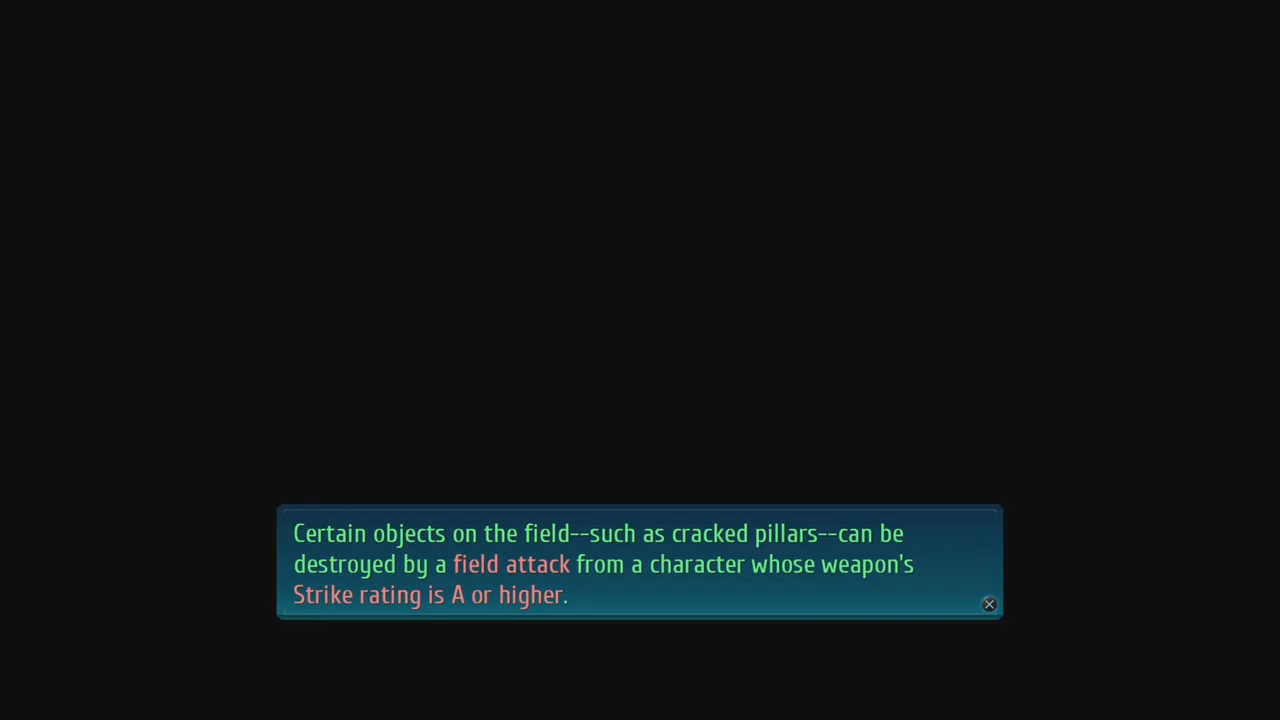 Certain objects on the field--such as cracked pillars--can be
destroyed by a field attack from a character whose weapon's
Strike rating is A or higher.